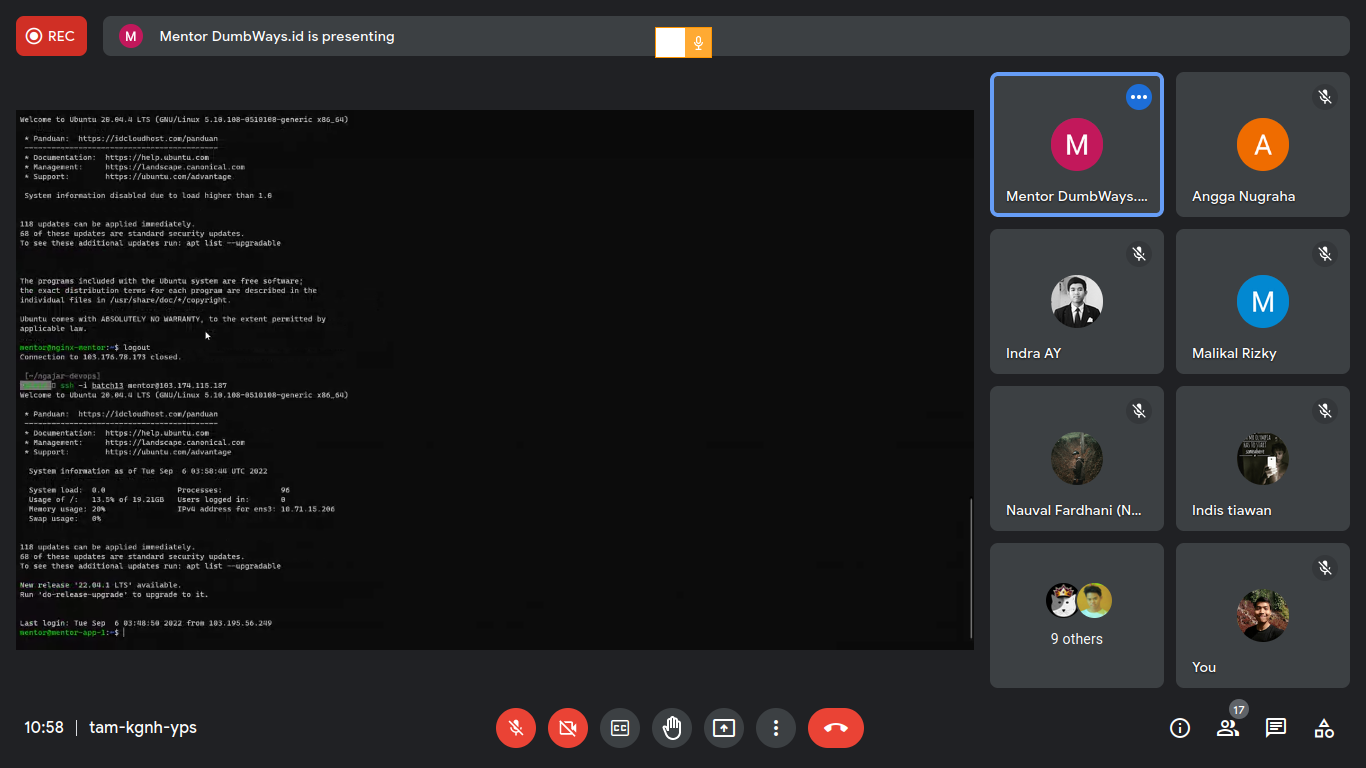 REC
M
Mentor DumbWays.id is presenting
Welcome to Ubuntu 20.04.4 LTS (GNU/Linux 5.10.108-0510108-generic x86_64)
* Panduan: https://idcloudhost.com/panduan
-------------------------------------------
* Documentation: https://help.ubuntu.com
* Management: https://landscape.canonical.com
* Support: https://ubuntu.com/advantage
System information disabled due to load higher than 1.0
118 updates can be applied immediately.
68 of these updates are standard security updates.
To see these additional updates run: apt list --upgradable
The programs included with the Ubuntu system are free software;
the exact distribution terms for each program are described in the
individual files in /usr/share/doc/*/copyright.
Ubuntu comes with ABSOLUTELY NO WARRANTY, to the extent permitted by
applicable law.
mentor@nginx-mentor:~$ logout
Connection to 103.176.78.173 closed.
[~/ngajar-devops]
ssh -i batch13 mentor@103.174.115.187
Welcome to Ubuntu 20.04.4 LTS (GNU/Linux 5.10.108-0510108-generic x86_64)
* Panduan: https://idcloudhost.com/panduan
-------------------------------------------
* Documentation: https://help.ubuntu.com
* Management: https://landscape.canonical.com
* Support: https://ubuntu.com/advantage
System information as of Tue Sep 6 03:58:44 UTC 2022
System load: 0.0 Processes: 96
Usage of /: 13.5% of 19.21GB Users logged in: 0
Memory usage: 20% IPv4 address for ens3: 10.71.15.206
Swap usage: 0%
118 updates can be applied immediately.
68 of these updates are standard security updates.
To see these additional updates run: apt list --upgradable
New release '22.04.1 LTS' available.
Run 'do-release-upgrade' to upgrade to it.
Last login: Tue Sep 6 03:48:50 2022 from 103.195.56.249
mentor@mentor-app-1:~$
M
Mentor DumbWays....
A
Angga Nugraha
Indra AY
M
Malikal Rizky
Nauval Fardhani (N...
Indis tiawan
9 others
You
10:58 | tam-kgnh-yps
CC
17